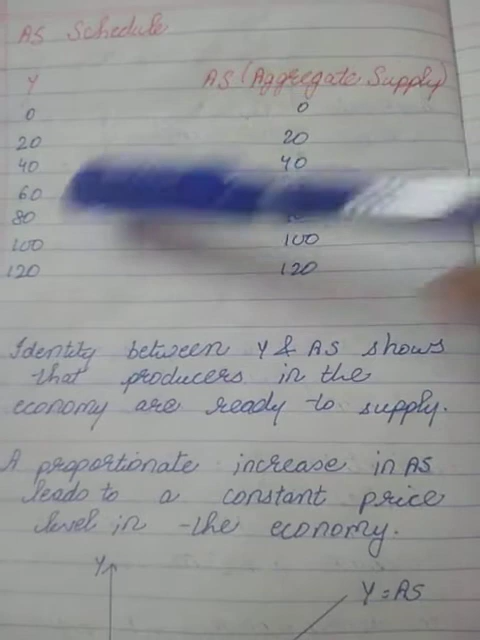 AS Schedule
Y AS (Aggregate Supply)
0 0
20 20
40 40
60
80
100 100
120 120
Identity between Y & AS shows
that producers in the
economy are ready to supply.
A proportionate increase in AS
leads to a constant price
level in the economy.
Y
Y = AS